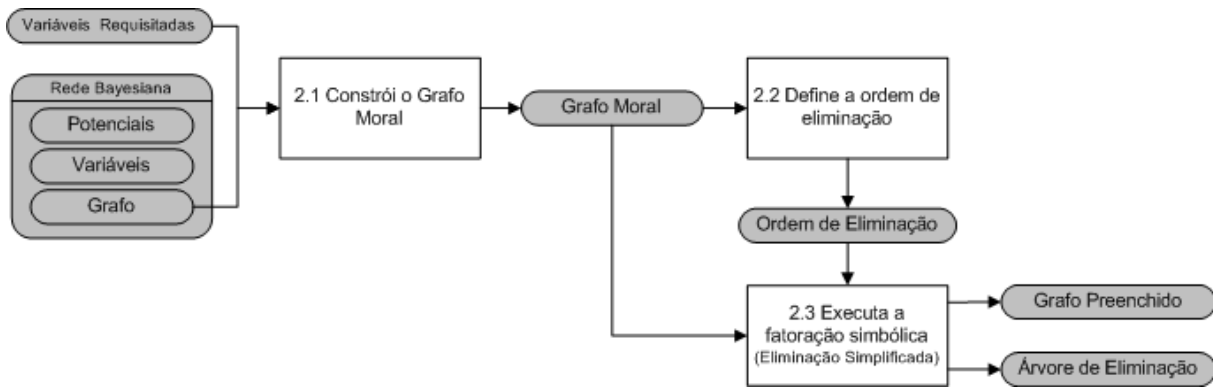 Variáveis Requisitadas
Rede Bayesiana
Potenciais
Variáveis
Grafo
2.1 Constrói o Grafo
Moral
Grafo Moral
2.2 Define a ordem de
eliminação
Ordem de Eliminação
2.3 Executa a
fatoração simbólica
(Eliminação Simplificada)
Grafo Preenchido
Árvore de Eliminação